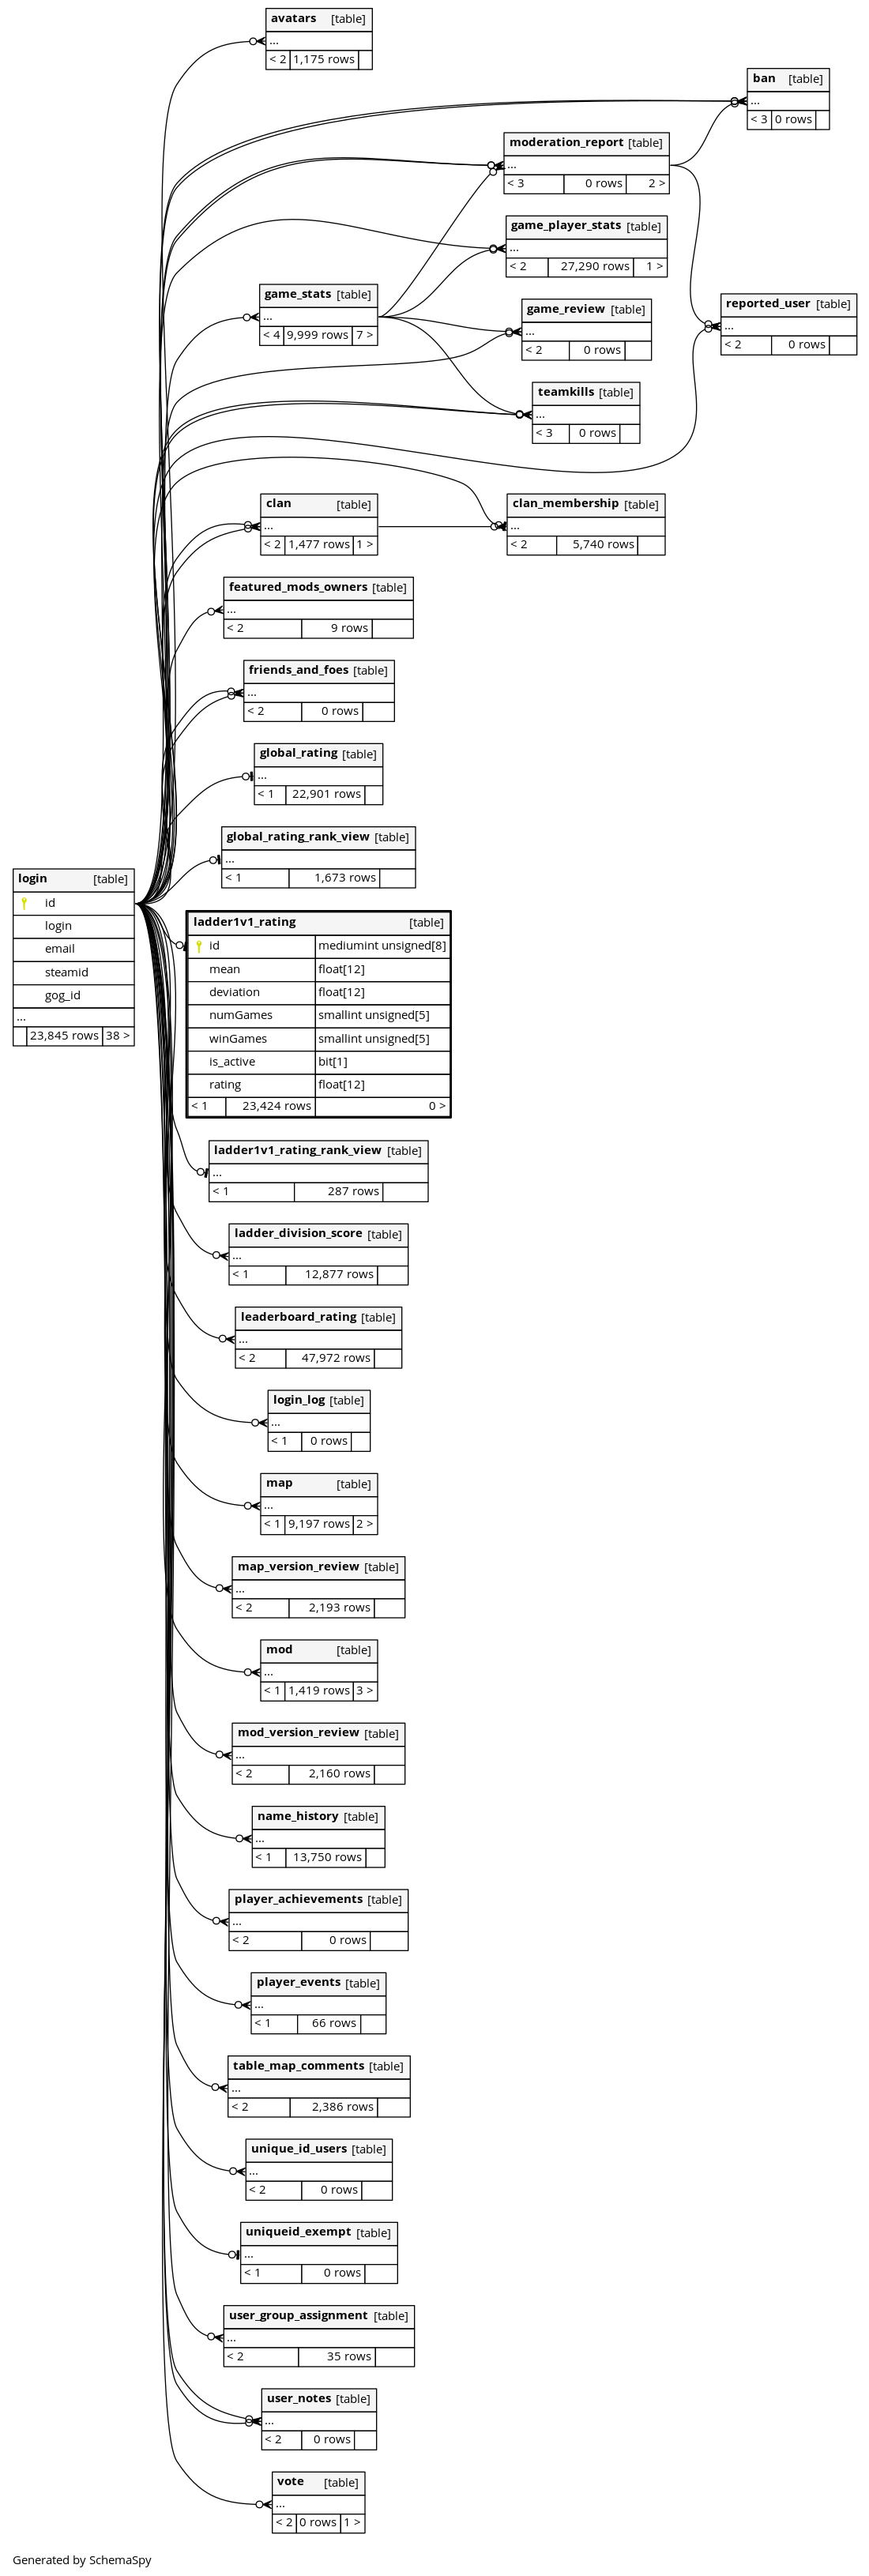 avatars [table]
...
< 2 1,175 rows
ban [table]
...
< 3 0 rows
moderation_report [table]
...
< 3 0 rows 2 >
game_player_stats [table]
...
< 2 27,290 rows 1 >
game_stats [table]
...
< 4 9,999 rows 7 >
game_review [table]
...
< 2 0 rows
reported_user [table]
...
< 2 0 rows
teamkills [table]
...
< 3 0 rows
clan [table]
...
< 2 1,477 rows 1 >
clan_membership [table]
...
< 2 5,740 rows
featured_mods_owners [table]
...
< 2 9 rows
friends_and_foes [table]
...
< 2 0 rows
global_rating [table]
...
< 1 22,901 rows
global_rating_rank_view [table]
...
< 1 1,673 rows
login [table]
id
login
email
steamid
gog_id
...
23,845 rows 38 >
ladder1v1_rating [table]
id mediumint unsigned[8]
mean float[12]
deviation float[12]
numGames smallint unsigned[5]
winGames smallint unsigned[5]
is_active bit[1]
rating float[12]
< 1 23,424 rows 0 >
ladder1v1_rating_rank_view [table]
...
< 1 287 rows
ladder_division_score [table]
...
< 1 12,877 rows
leaderboard_rating [table]
...
< 2 47,972 rows
login_log [table]
...
< 1 0 rows
map [table]
...
< 1 9,197 rows 2 >
map_version_review [table]
...
< 2 2,193 rows
mod [table]
...
< 1 1,419 rows 3 >
mod_version_review [table]
...
< 2 2,160 rows
name_history [table]
...
< 1 13,750 rows
player_achievements [table]
...
< 2 0 rows
player_events [table]
...
< 1 66 rows
table_map_comments [table]
...
< 2 2,386 rows
unique_id_users [table]
...
< 2 0 rows
uniqueid_exempt [table]
...
< 1 0 rows
user_group_assignment [table]
...
< 2 35 rows
user_notes [table]
...
< 2 0 rows
vote [table]
...
< 2 0 rows 1 >
Generated by SchemaSpy